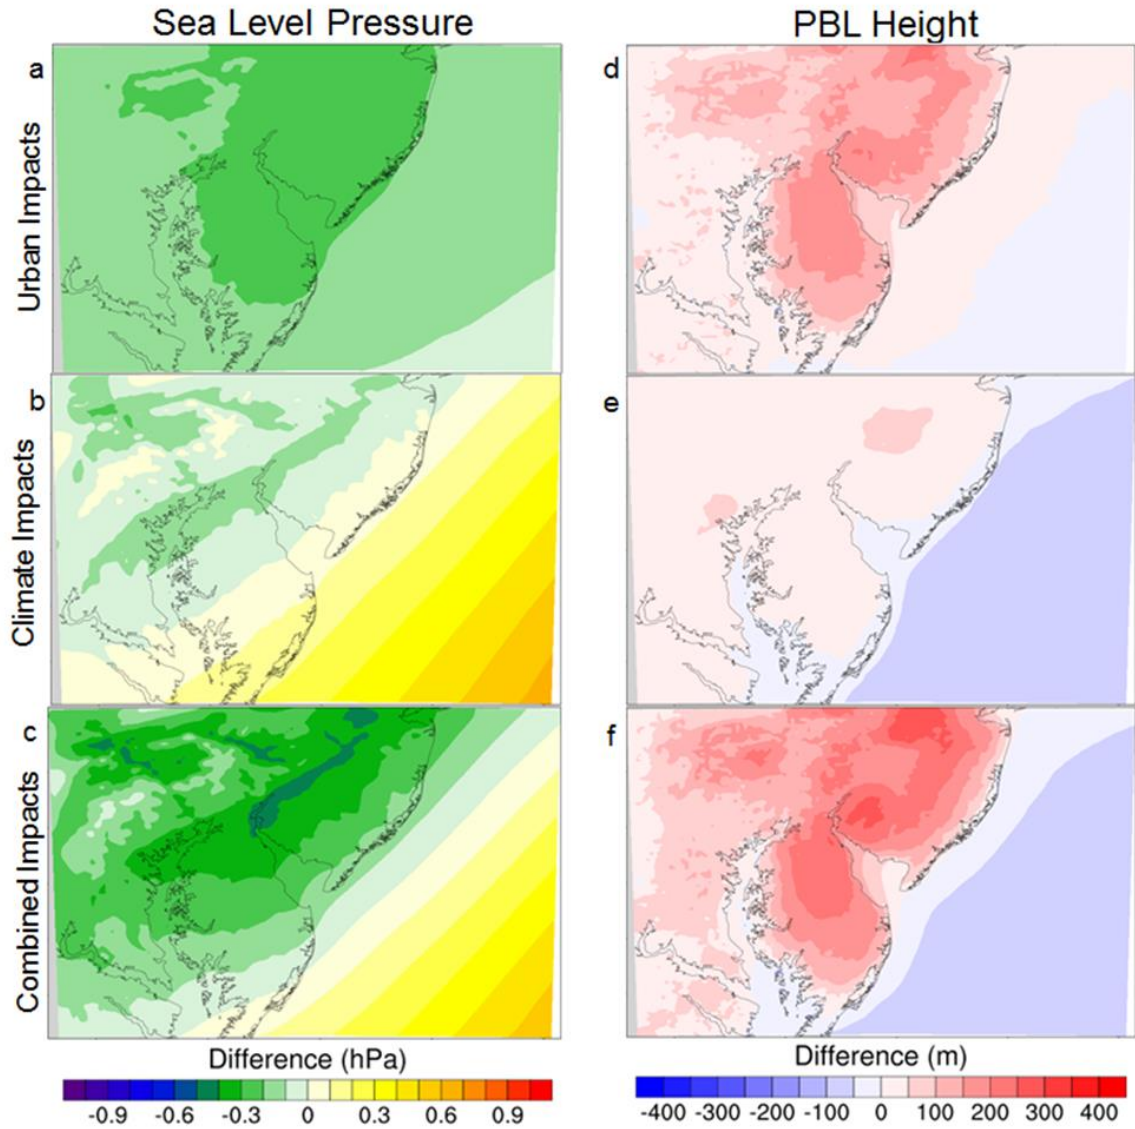 Sea Level Pressure
PBL Height
a
d
Urban Impacts
b
e
Climate Impacts
c
f
Combined Impacts
Difference (hPa)
Difference (m)
-0.9 -0.6 -0.3 0 0.3 0.6 0.9
-400 -300 -200 -100 0 100 200 300 400